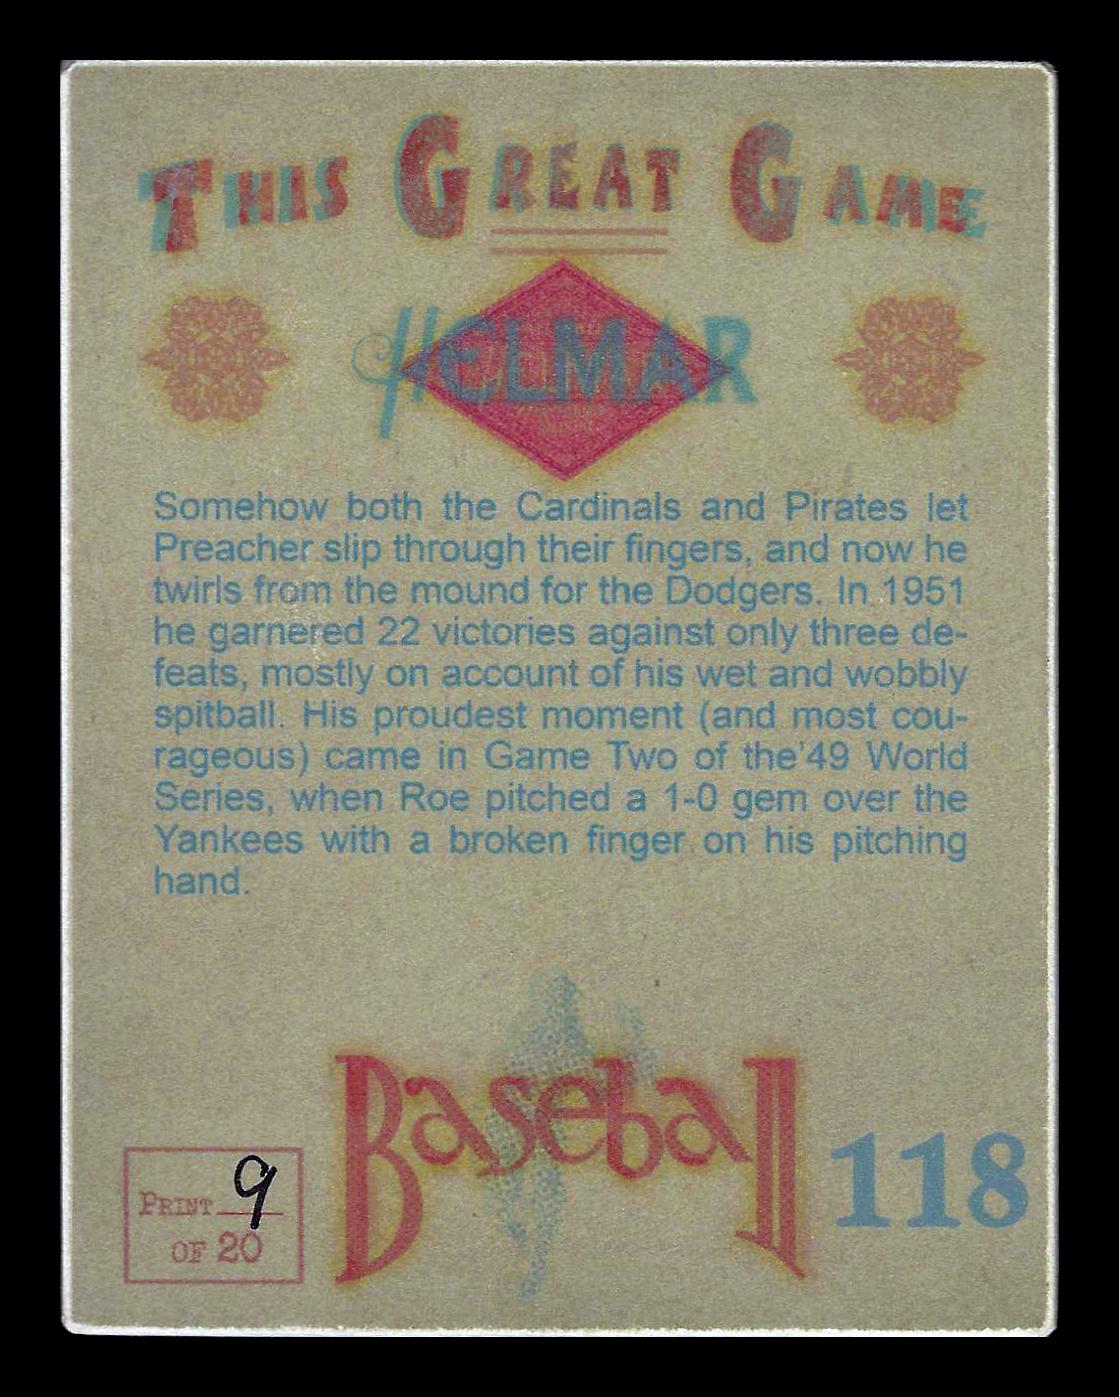 THIS GREAT GAME
HELMAR
Somehow both the Cardinals and Pirates let
Preacher slip through their fingers, and now he
twirls from the mound for the Dodgers. In 1951
he garnered 22 victories against only three de-
feats, mostly on account of his wet and wobbly
spitball. His proudest moment (and most cou-
rageous) came in Game Two of the'49 World
Series, when Roe pitched a 1-0 gem over the
Yankees with a broken finger on his pitching
hand.
Baseball
118
PRINT 9
OF 20